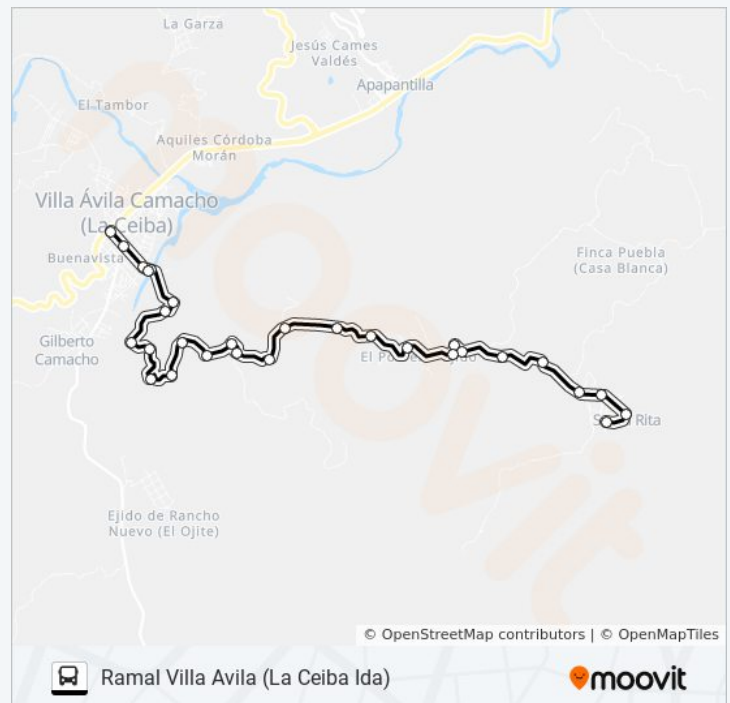 La Garza
Jesús Cames
Valdés
Apapantilla
El Tambor
Aquiles Córdoba
Morán
Villa Ávila Camacho
(La Ceiba)
Buenavista
Finca Puebla
(Casa Blanca)
Gilberto
Camacho
El
Rita
Ejido de Rancho
Nuevo (El Ojite)
moovit
© OpenStreetMap contributors | © OpenMapTiles
Ramal Villa Avila (La Ceiba Ida)
moovit